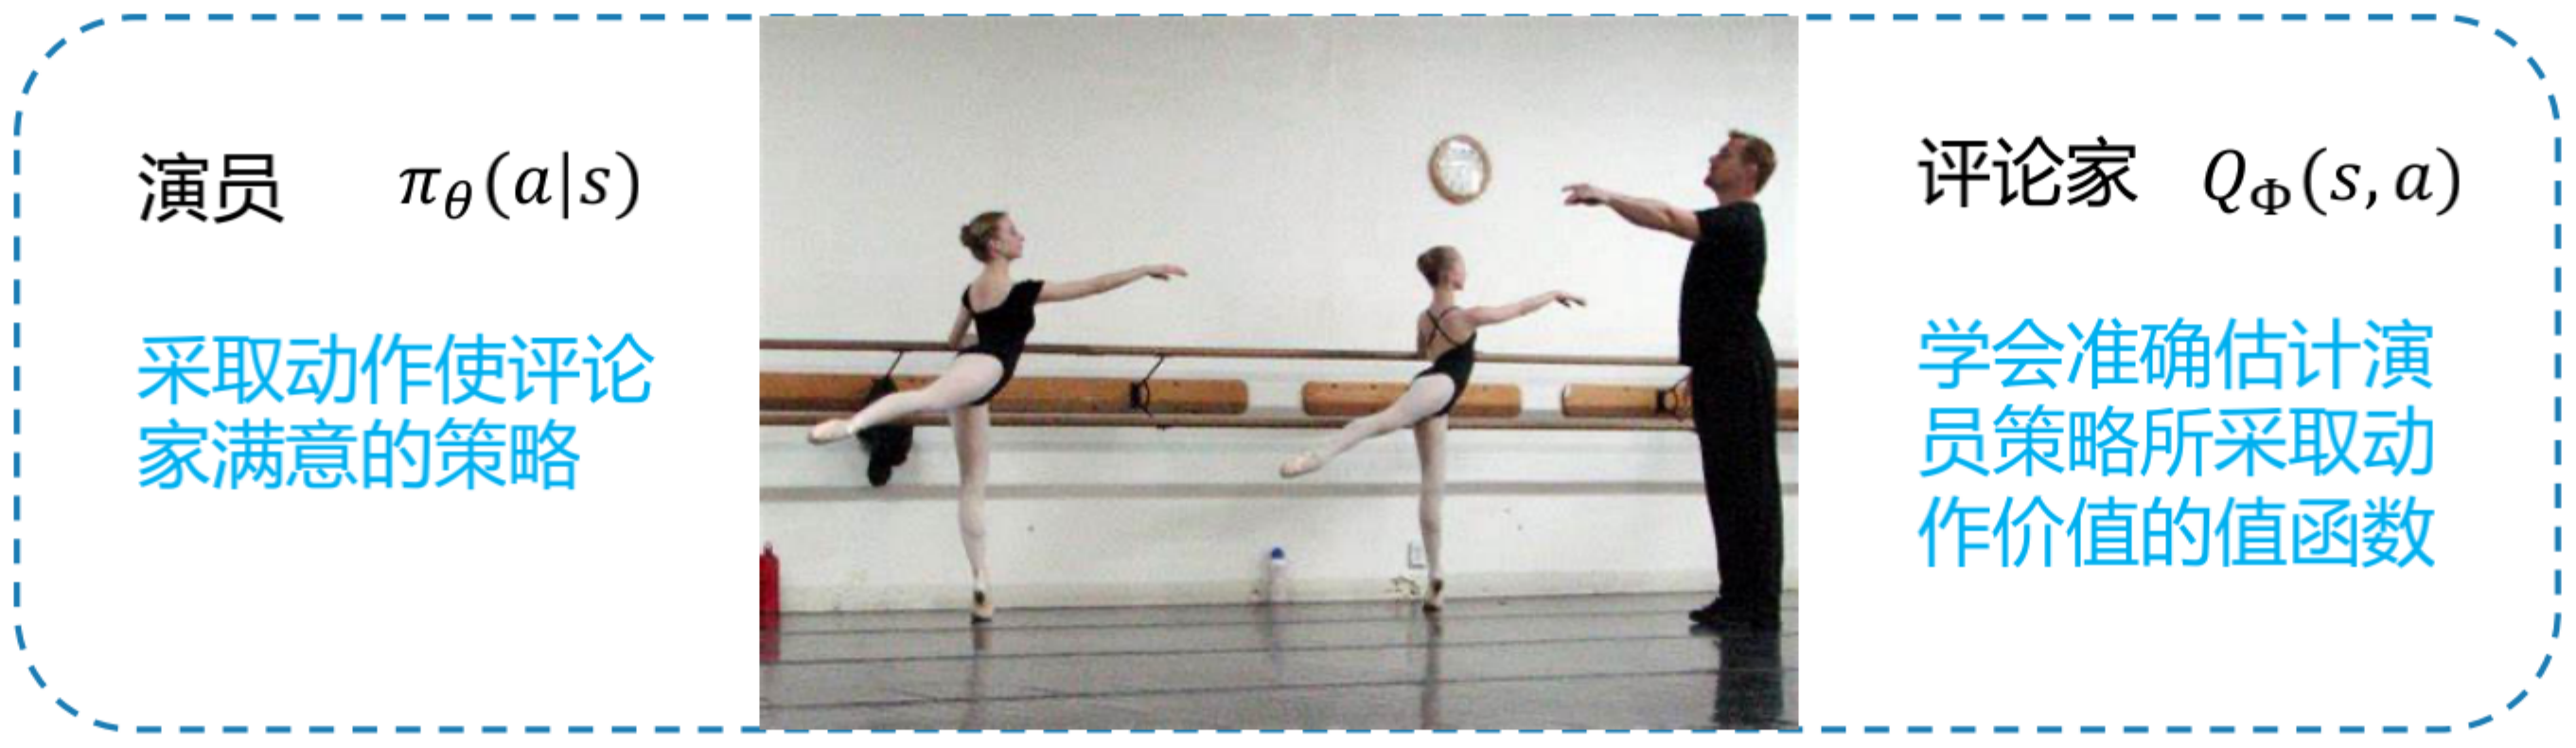 演员 π_θ(a|s)
采取动作使评论
家满意的策略
评论家 Q_Φ(s, a)
学会准确估计演
员策略所采取动
作价值的值函数